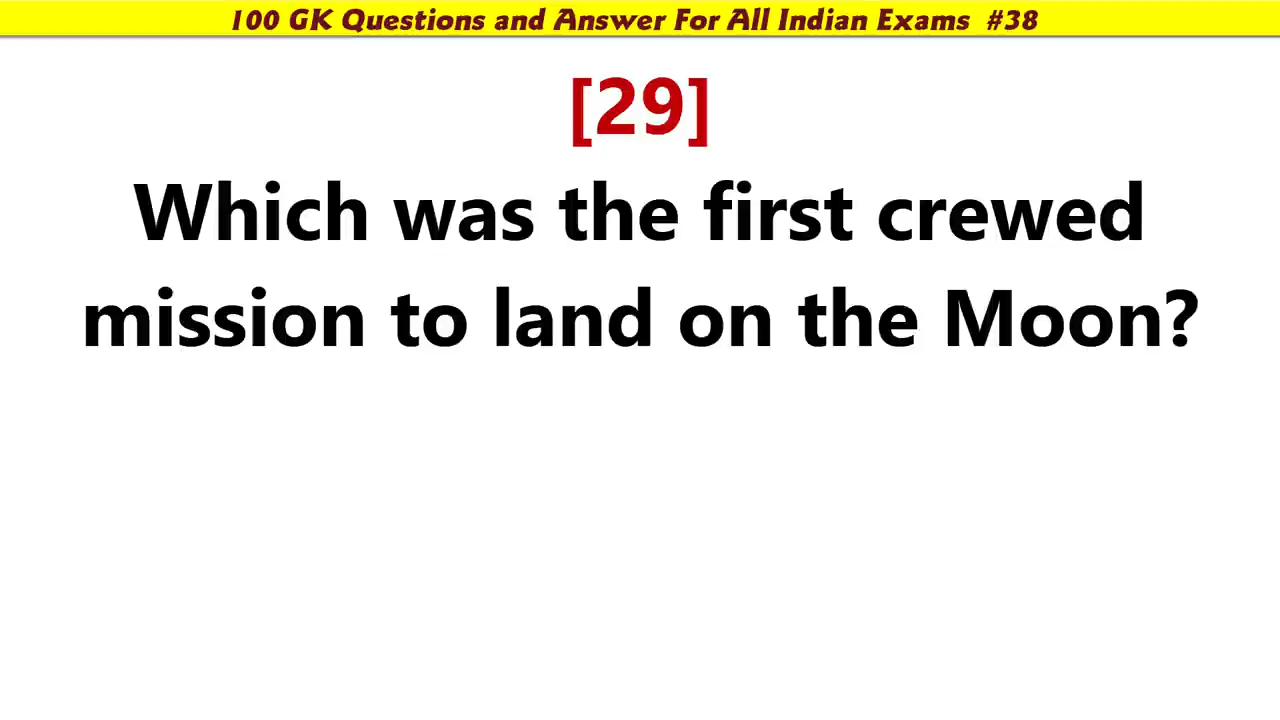 100 GK Questions and Answer For All Indian Exams #38
[29]
Which was the first crewed
mission to land on the Moon?